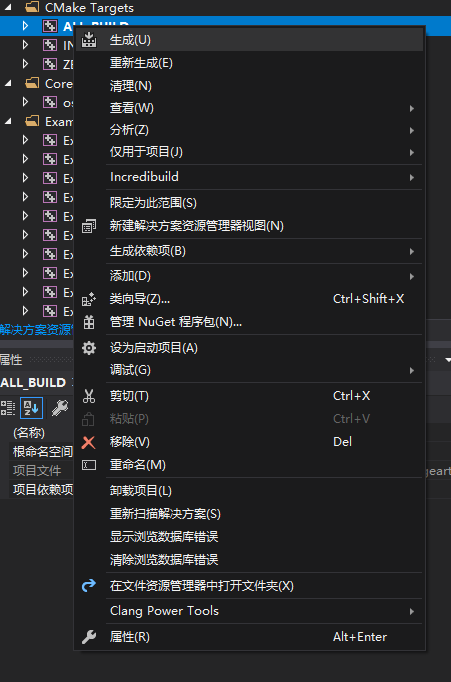 CMake Targets
ALL_BUILD
生成(U)
IN
重新生成(E)
ZE
清理(N)
Core
查看(W)
os
分析(Z)
Exam
仅用于项目(J)
Ex
Ex
Incredibuild
Ex
限定为此范围(S)
Ex
新建解决方案资源管理器视图(N)
Ex
生成依赖项(B)
Ex
添加(D)
Ex
类向导(Z)... Ctrl+Shift+X
Ex
管理 NuGet 程序包(N)...
解决方案资源
设为启动项目(A)
属性
调试(G)
ALL_BUILD
剪切(T) Ctrl+X
粘贴(P) Ctrl+V
(名称)
移除(V) Del
根命名空间
重命名(M)
项目文件
geart
项目依赖项
卸载项目(L)
重新扫描解决方案(S)
显示浏览数据库错误
清除浏览数据库错误
在文件资源管理器中打开文件夹(X)
Clang Power Tools
属性(R) Alt+Enter